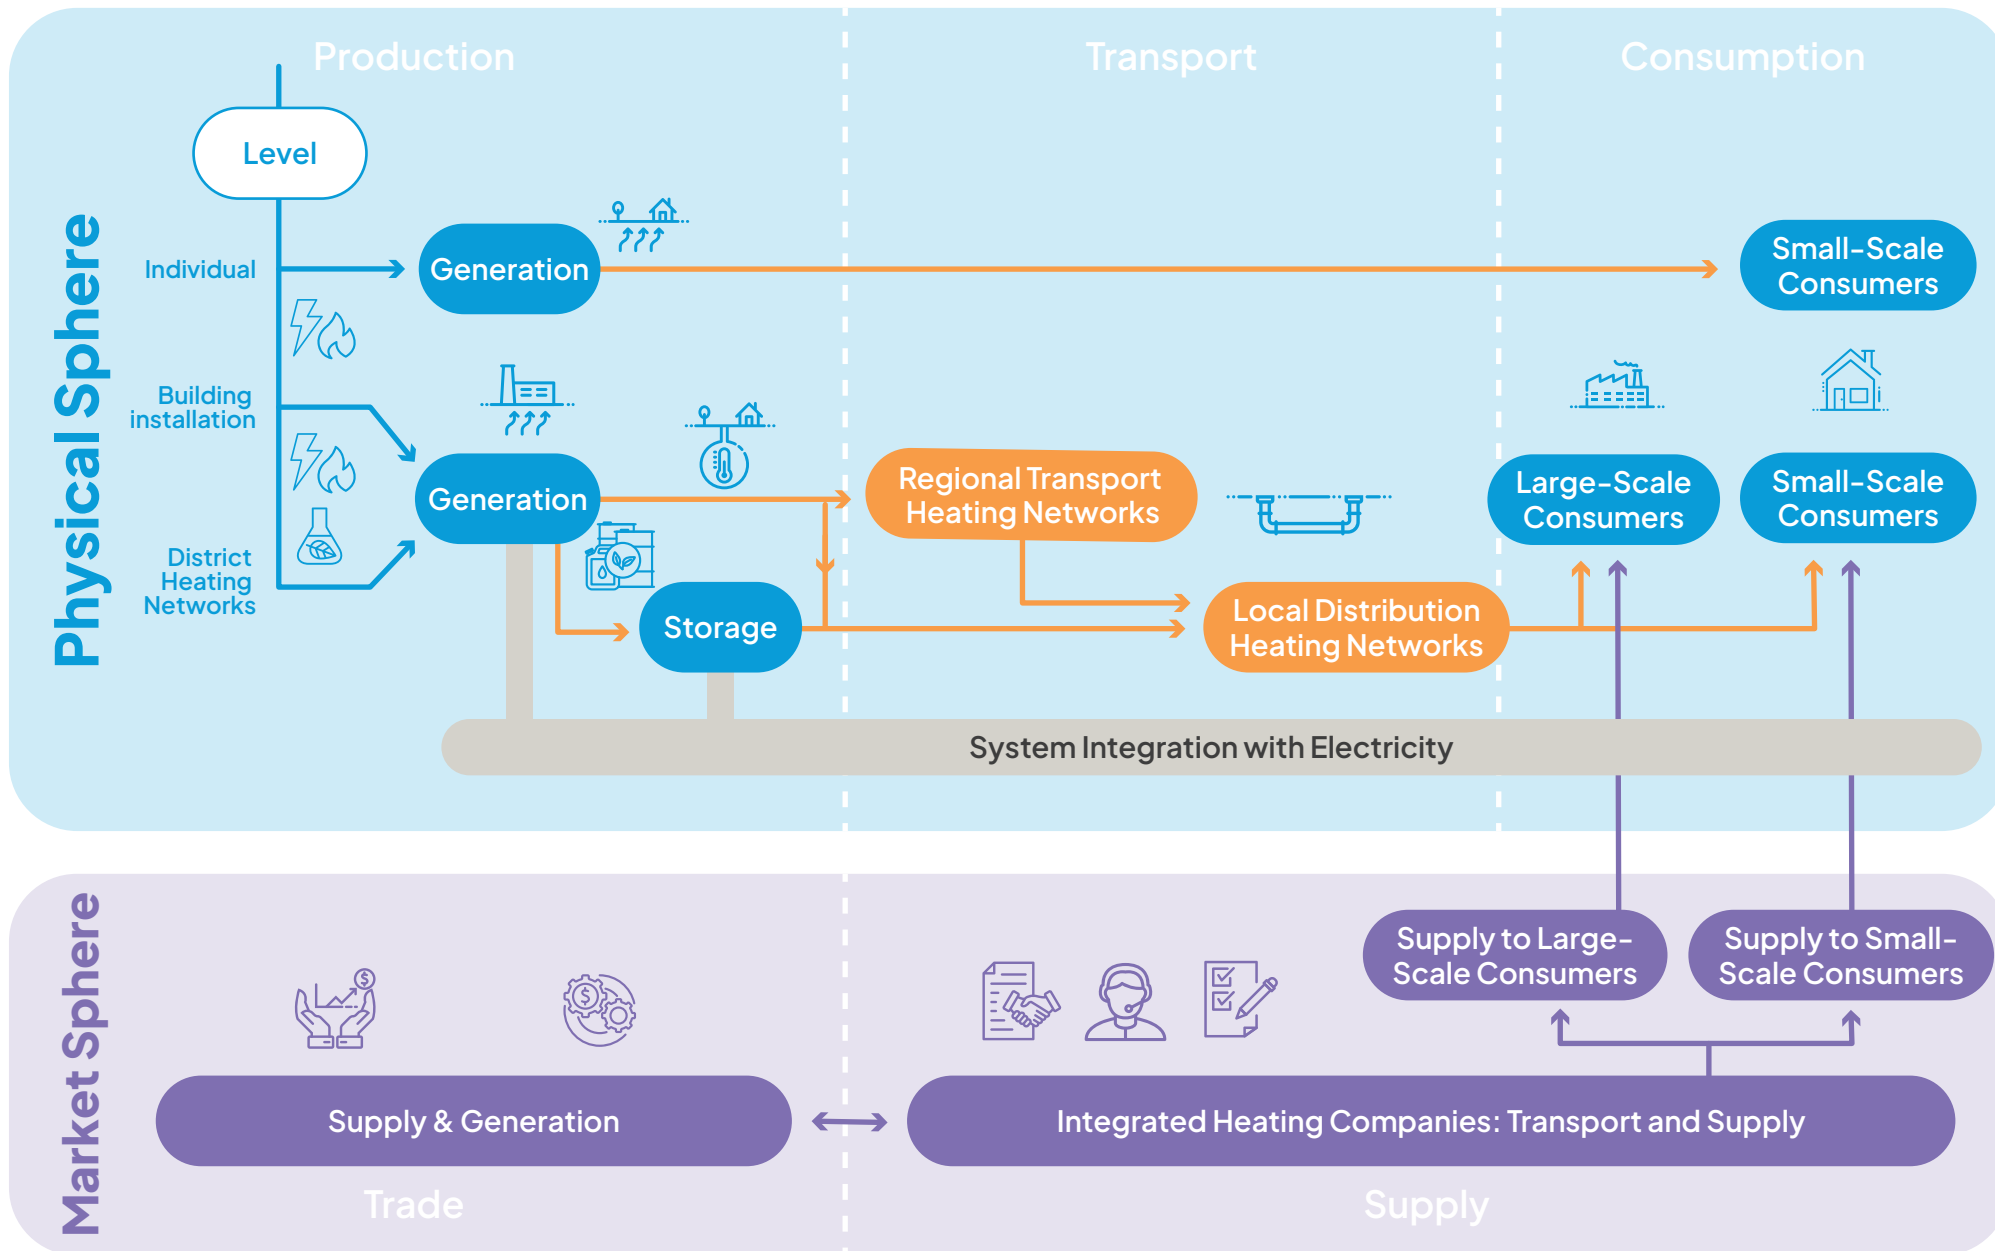 Production
Transport
Consumption
Physical Sphere
Level
Individual
Generation
Small-Scale
Consumers
Building
installation
District
Heating
Networks
Generation
Storage
Regional Transport
Heating Networks
Local Distribution
Heating Networks
Large-Scale
Consumers
Small-Scale
Consumers
System Integration with Electricity
Market Sphere
$
$
Supply to Large-
Scale Consumers
Supply to Small-
Scale Consumers
Supply & Generation
Integrated Heating Companies: Transport and Supply
Trade
Supply